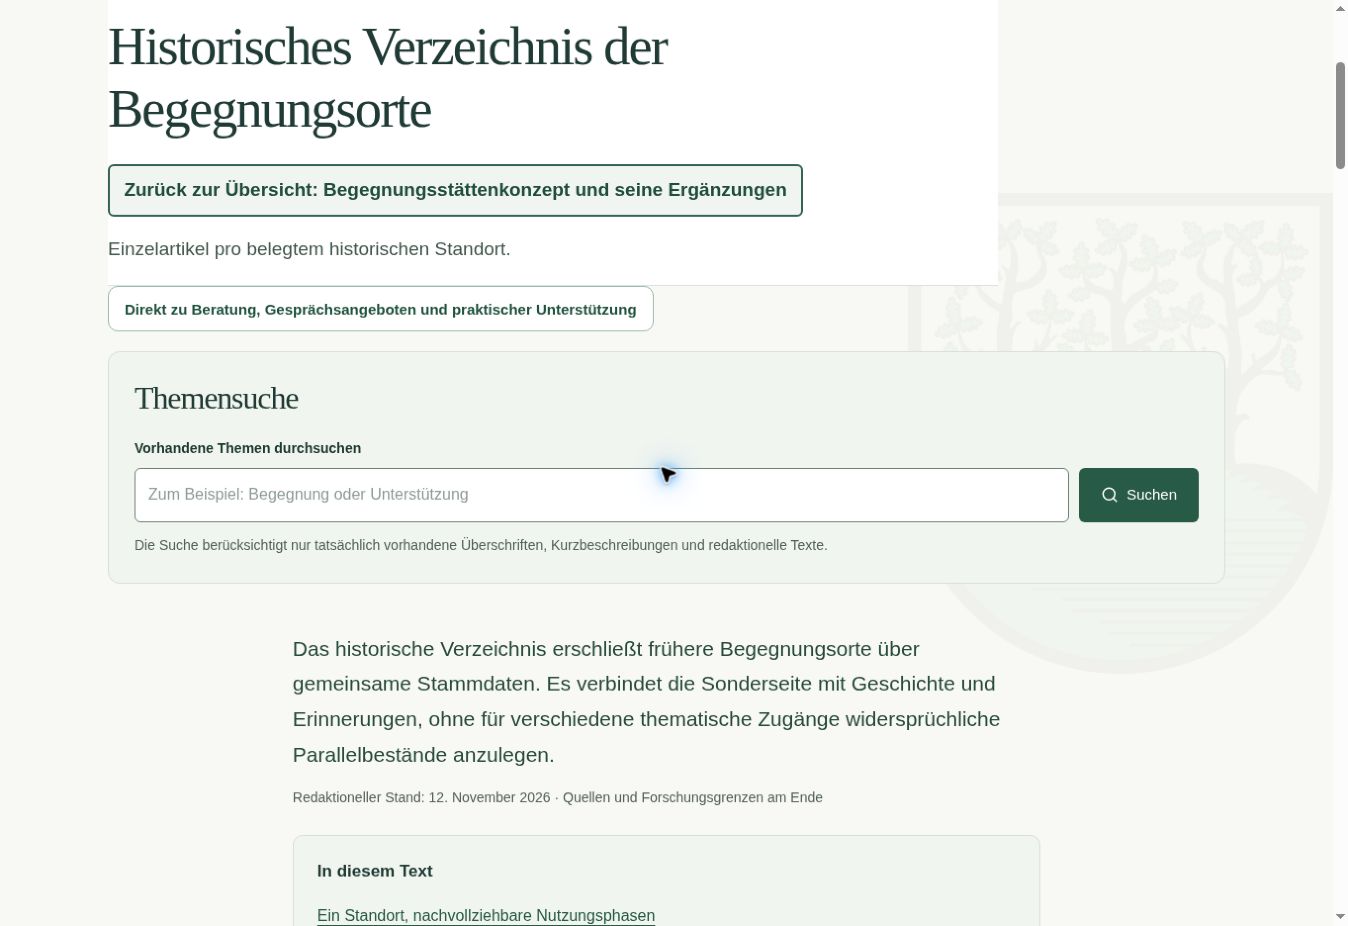 Historisches Verzeichnis der
Begegnungsorte
Zurück zur Übersicht: Begegnungsstättenkonzept und seine Ergänzungen
Einzelartikel pro belegtem historischen Standort.
Direkt zu Beratung, Gesprächsangeboten und praktischer Unterstützung
Themensuche
Vorhandene Themen durchsuchen
Zum Beispiel: Begegnung oder Unterstützung
Suchen
Die Suche berücksichtigt nur tatsächlich vorhandene Überschriften, Kurzbeschreibungen und redaktionelle Texte.
Das historische Verzeichnis erschließt frühere Begegnungsorte über
gemeinsame Stammdaten. Es verbindet die Sonderseite mit Geschichte und
Erinnerungen, ohne für verschiedene thematische Zugänge widersprüchliche
Parallelbestände anzulegen.
Redaktioneller Stand: 12. November 2026 · Quellen und Forschungsgrenzen am Ende
In diesem Text
Ein Standort, nachvollziehbare Nutzungsphasen